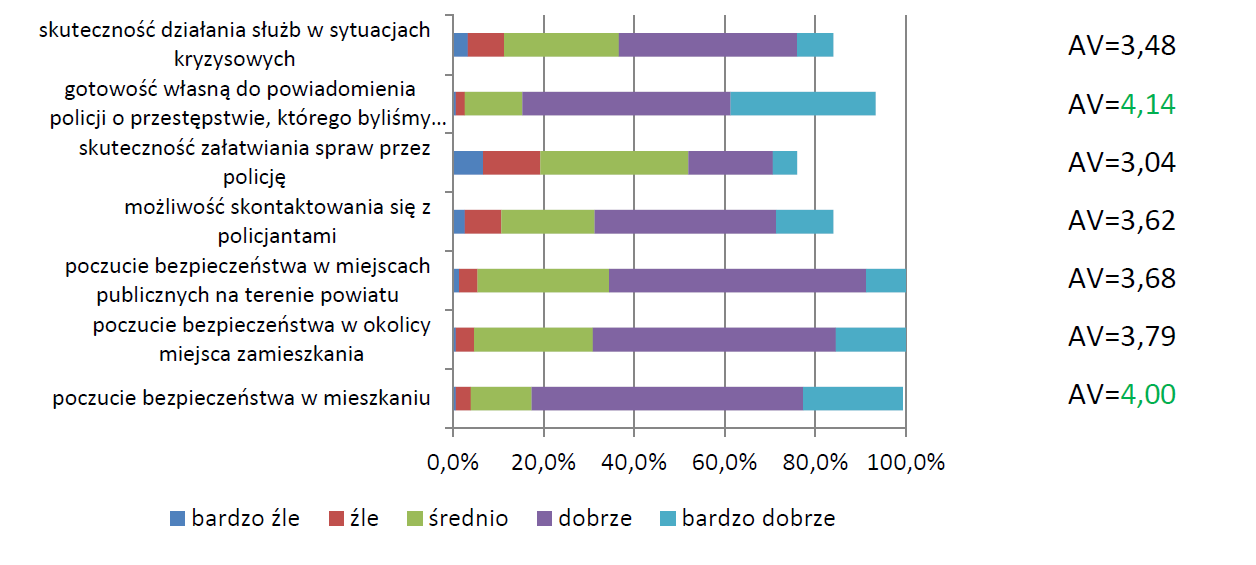 skuteczność działania służb w sytuacjach
kryzysowych
AV=3,48
gotowość własną do powiadomienia
policji o przestępstwie, którego byliśmy...
AV=4,14
skuteczność załatwiania spraw przez
policję
AV=3,04
możliwość skontaktowania się z
policjantami
AV=3,62
poczucie bezpieczeństwa w miejscach
publicznych na terenie powiatu
AV=3,68
poczucie bezpieczeństwa w okolicy
miejsca zamieszkania
AV=3,79
poczucie bezpieczeństwa w mieszkaniu
AV=4,00
0,0% 20,0% 40,0% 60,0% 80,0% 100,0%
bardzo źle źle średnio dobrze bardzo dobrze